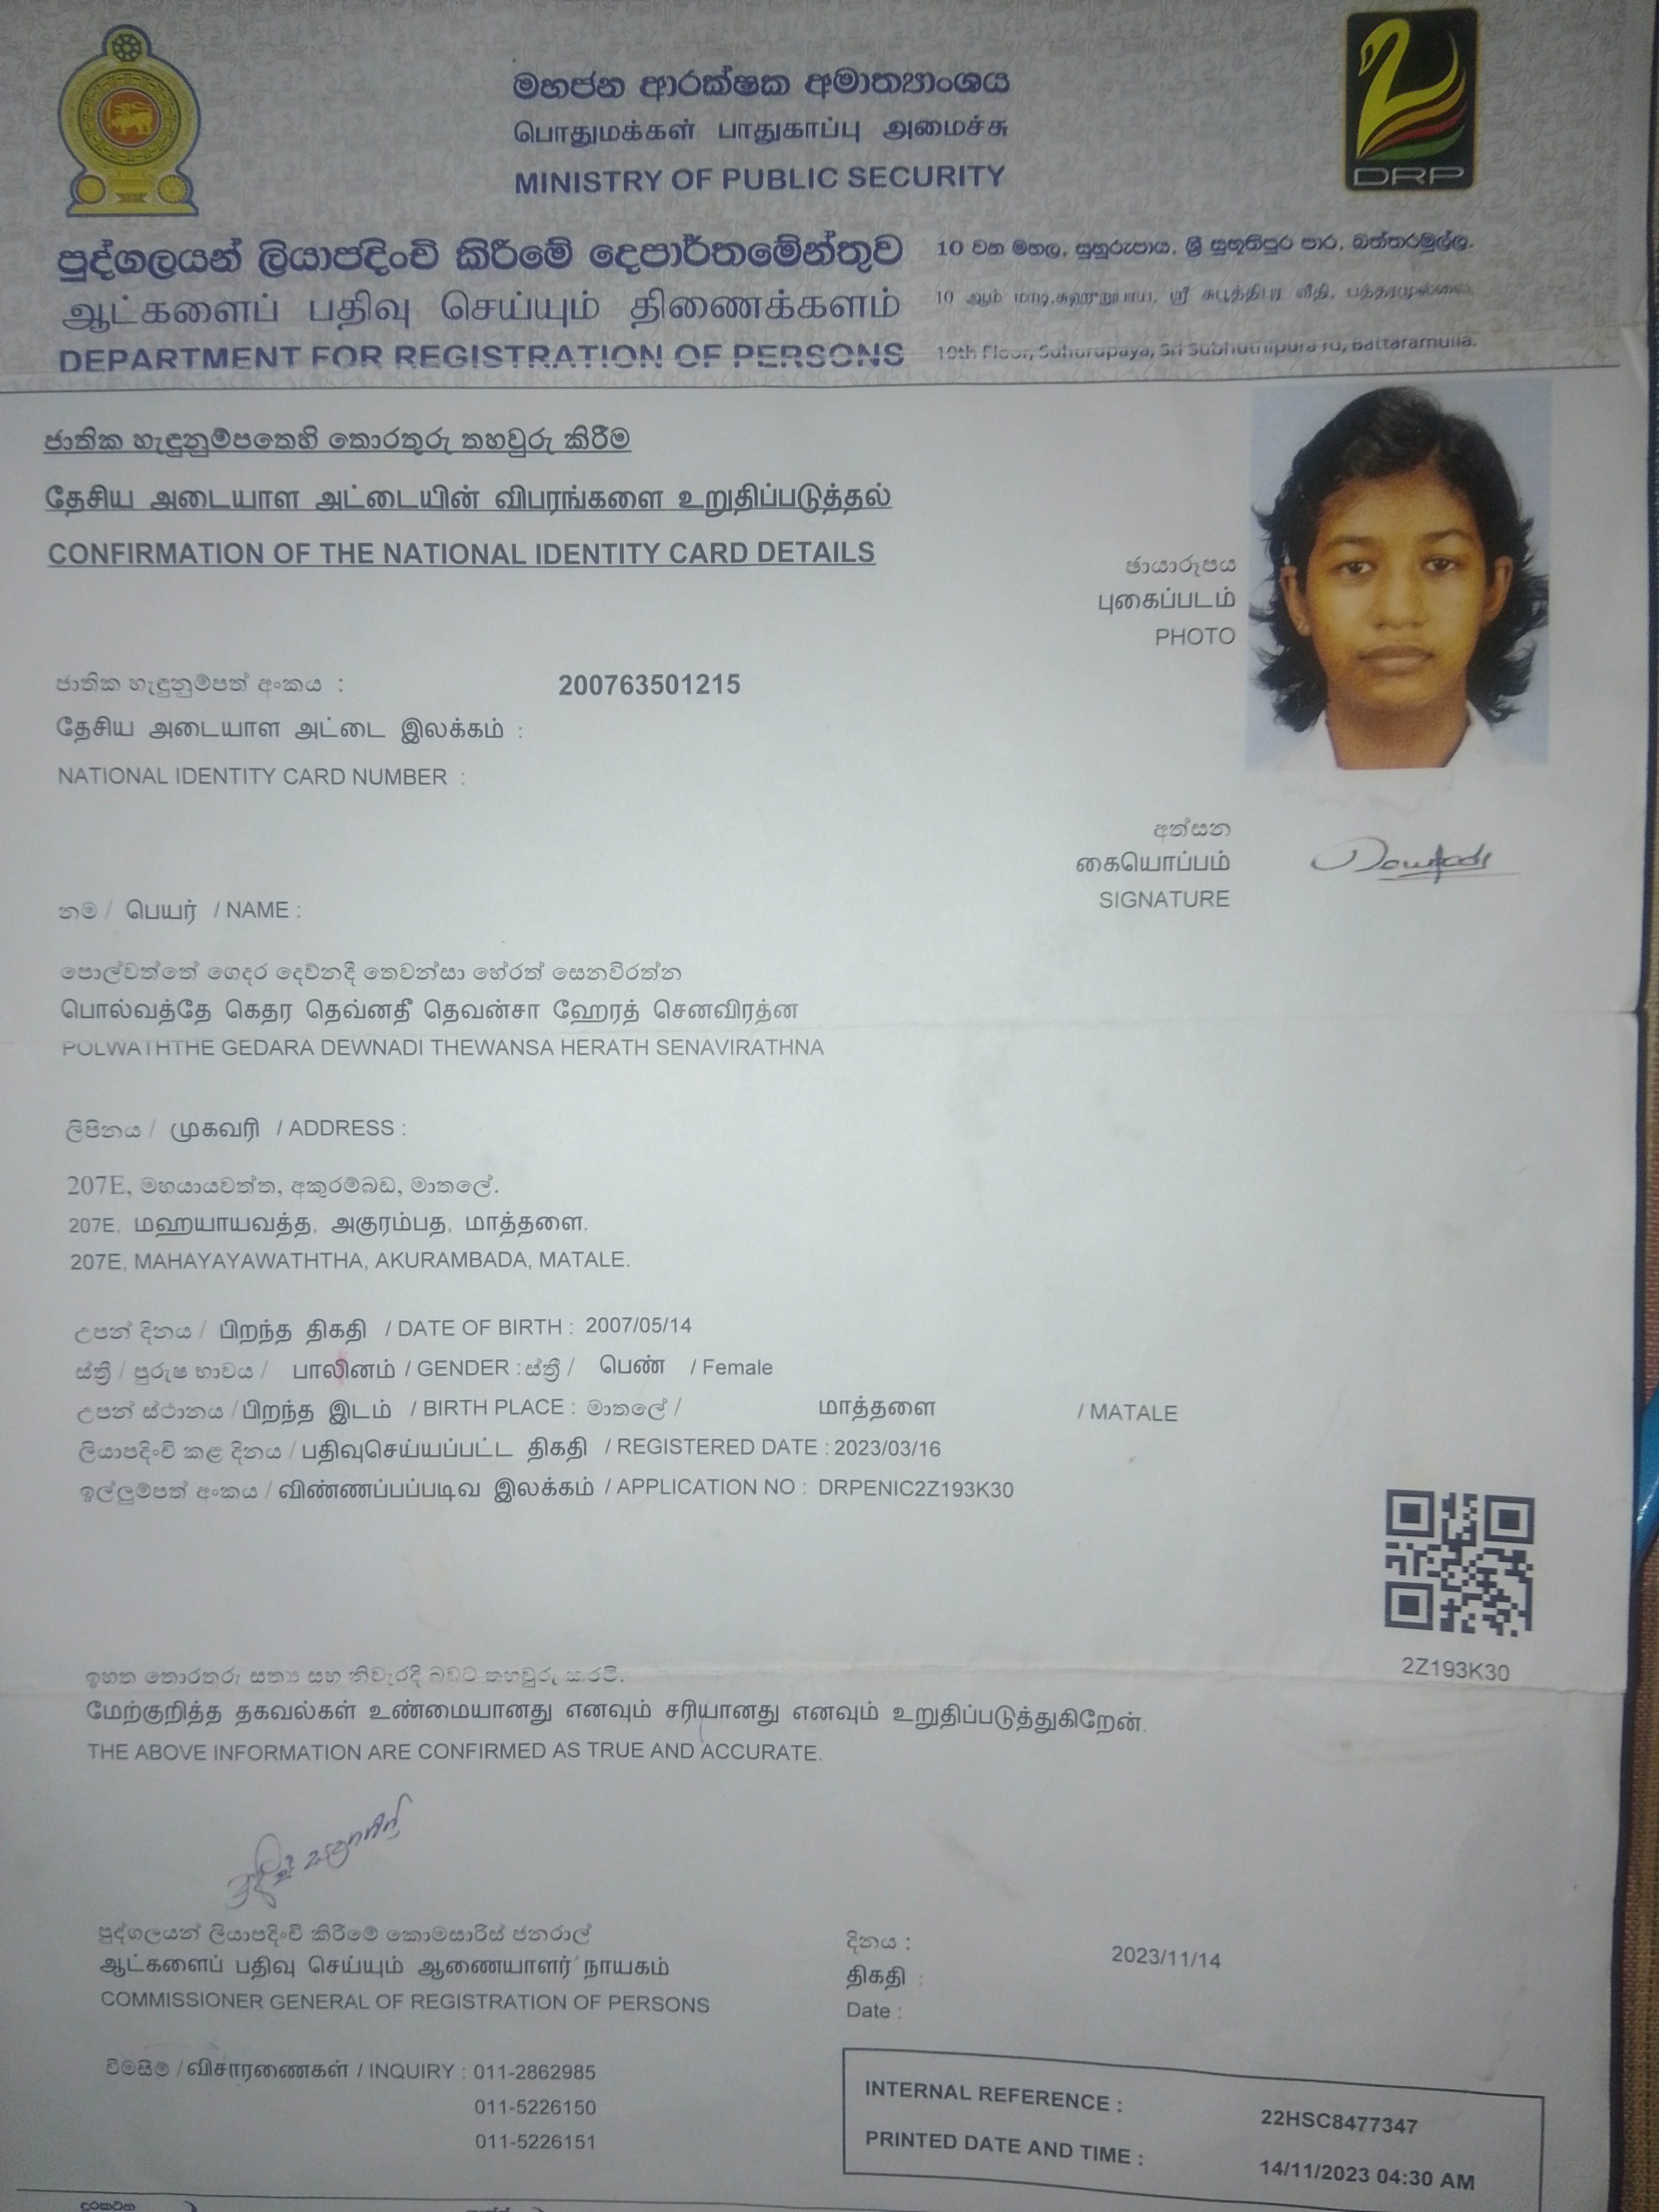 මහජන ආරක්ෂක අමාත්‍යාංශය
பொதுமக்கள் பாதுகாப்பு அமைச்சு
MINISTRY OF PUBLIC SECURITY
DRP
පුද්ගලයන් ලියාපදිංචි කිරීමේ දෙපාර්තමේන්තුව
ஆட்களைப் பதிவு செய்யும் திணைக்களம்
DEPARTMENT FOR REGISTRATION OF PERSONS
10 වන මහල, සුහුරුපාය, ශ්‍රී සුභූතිපුර පාර, බත්තරමුල්ල.
10 ஆம் மாடி,சுஹுறுபாய, ஸ்ரீ சுபூத்திபுர வீதி, பத்தரமுல்லை.
10th Floor, Suhurupaya, Sri Subhuthipura rd, Battaramulla.
ජාතික හැඳුනුම්පතෙහි තොරතුරු තහවුරු කිරීම
தேசிய அடையாள அட்டையின் விபரங்களை உறுதிப்படுத்தல்
CONFIRMATION OF THE NATIONAL IDENTITY CARD DETAILS
ඡායාරූපය
புகைப்படம்
PHOTO
ජාතික හැඳුනුම්පත් අංකය : 200763501215
தேசிய அடையாள அட்டை இலக்கம் :
NATIONAL IDENTITY CARD NUMBER :
අත්සන
கையொப்பம்
SIGNATURE
Dewnadi
නම / பெயர் / NAME :
පොල්වත්තේ ගෙදර දෙව්නදී තෙවන්සා හේරත් සෙනවිරත්න
பொல்வத்தே கெதர தெவ்னதீ தெவன்சா ஹேரத் செனவிரத்ன
POLWATHTHE GEDARA DEWNADI THEWANSA HERATH SENAVIRATHNA
ලිපිනය / முகவரி / ADDRESS :
207E, මහයායවත්ත, අකුරම්බඩ, මාතලේ.
207E, மஹயாயவத்த, அகுரம்பத, மாத்தளை.
207E, MAHAYAYAWATHTHA, AKURAMBADA, MATALE.
උපන් දිනය / பிறந்த திகதி / DATE OF BIRTH : 2007/05/14
ස්ත්‍රී / පුරුෂ භාවය / பாலினம் / GENDER : ස්ත්‍රී / பெண் / Female
උපන් ස්ථානය / பிறந்த இடம் / BIRTH PLACE : මාතලේ / மாத்தளை / MATALE
ලියාපදිංචි කළ දිනය / பதிவுசெய்யப்பட்ட திகதி / REGISTERED DATE : 2023/03/16
ඉල්ලුම්පත් අංකය / விண்ணப்பப்படிவ இலக்கம் / APPLICATION NO : DRPENIC2Z193K30
2Z193K30
ඉහත තොරතුරු සත්‍ය සහ නිවැරදි බවට තහවුරු කරමි.
மேற்குறித்த தகவல்கள் உண்மையானது எனவும் சரியானது எனவும் உறுதிப்படுத்துகிறேன்.
THE ABOVE INFORMATION ARE CONFIRMED AS TRUE AND ACCURATE.
පුද්ගලයන් ලියාපදිංචි කිරීමේ කොමසාරිස් ජනරාල්
ஆட்களைப் பதிவு செய்யும் ஆணையாளர் நாயகம்
COMMISSIONER GENERAL OF REGISTRATION OF PERSONS
දිනය :
திகதி :
Date :
2023/11/14
විමසීම් / விசாரணைகள் / INQUIRY : 011-2862985
011-5226150
011-5226151
INTERNAL REFERENCE : 22HSC8477347
PRINTED DATE AND TIME : 14/11/2023 04:30 AM